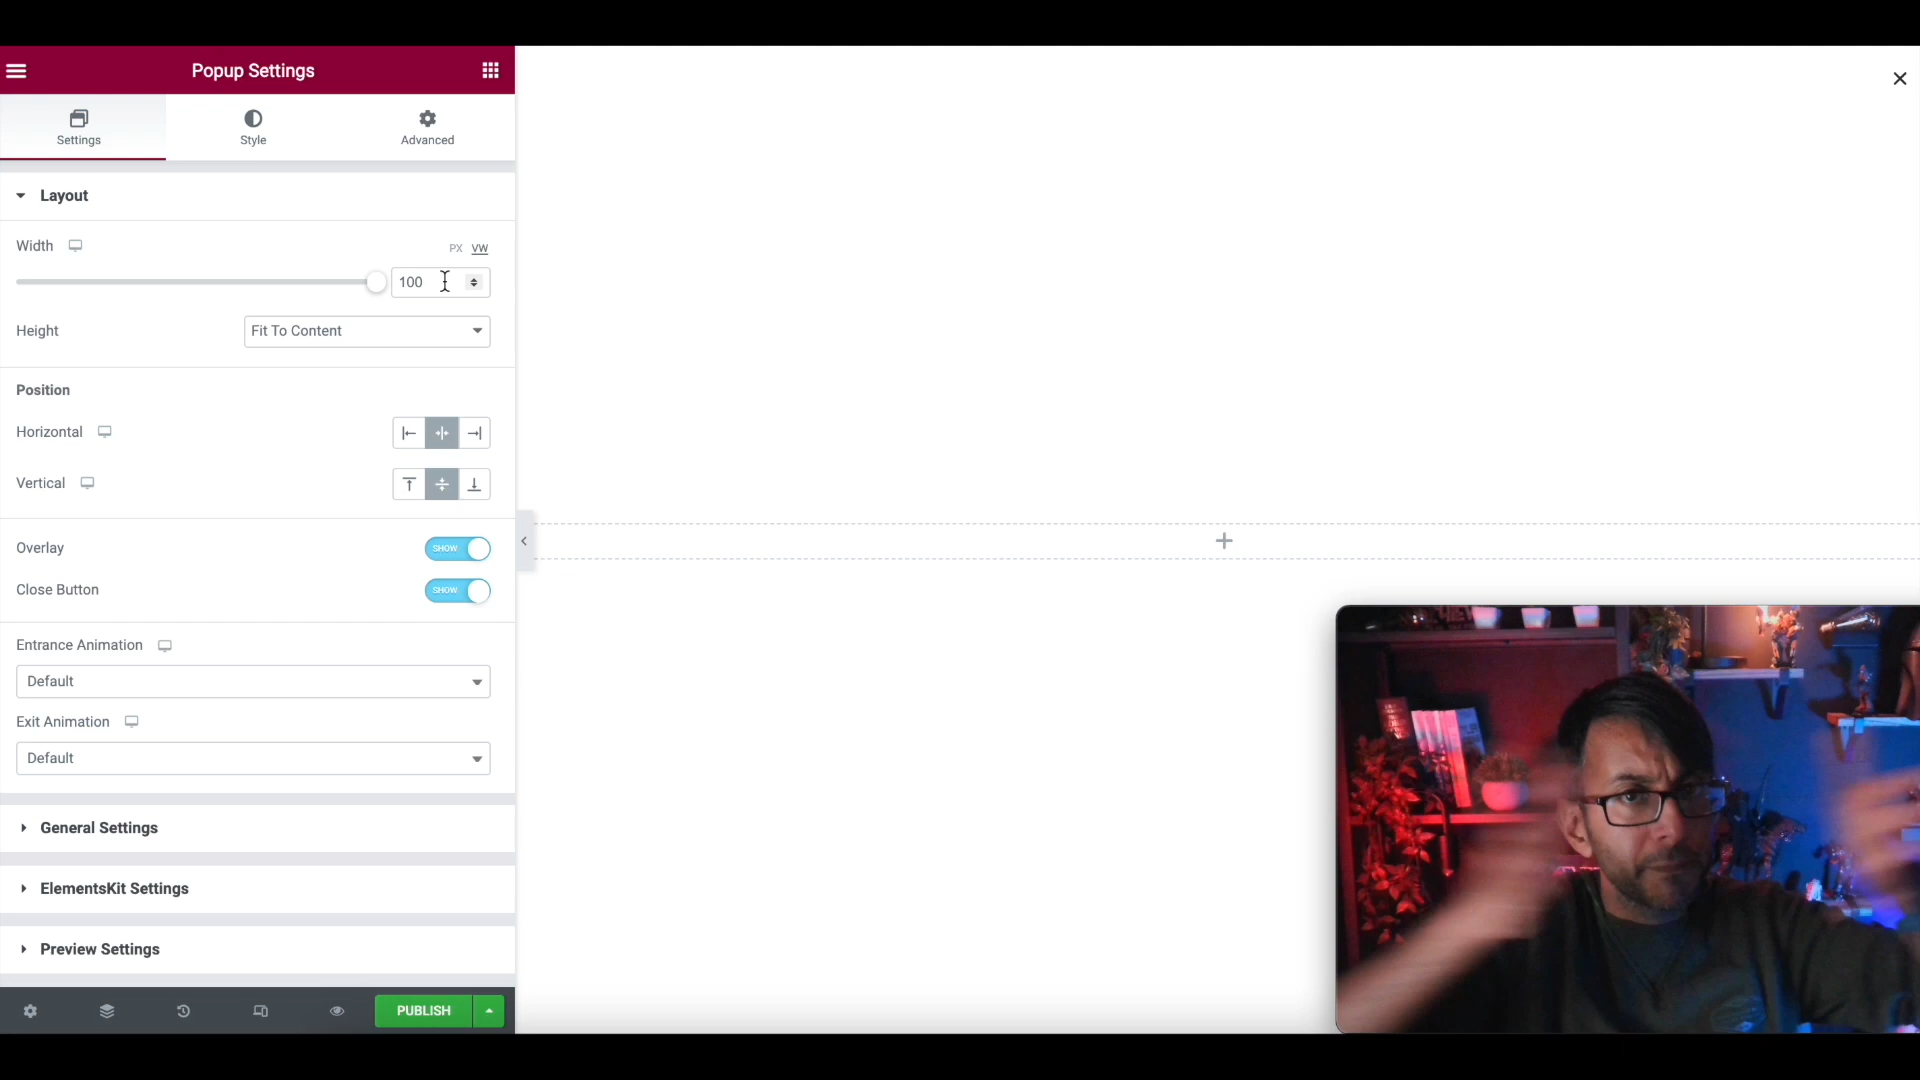 Popup Settings
Settings
Style
Advanced
Layout
Width
PX VW
100
Height
Fit To Content
Position
Horizontal
Vertical
Overlay
SHOW
Close Button
SHOW
Entrance Animation
Default
Exit Animation
Default
General Settings
ElementsKit Settings
Preview Settings
PUBLISH